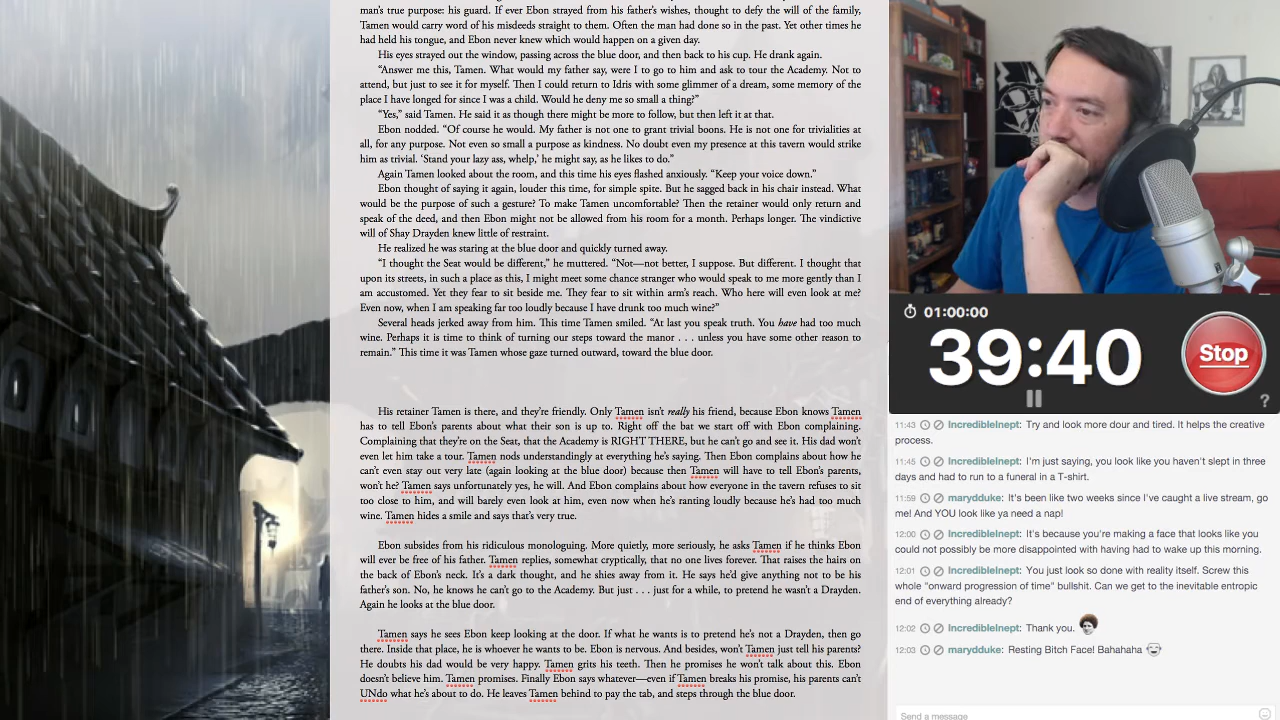 man's true purpose: his guard. If ever Ebon strayed from his father's wishes, thought to defy the will of the family,
Tamen would carry word of his misdeeds straight to them. Often the man had done so in the past. Yet other times he
had held his tongue, and Ebon never knew which would happen on a given day.
His eyes strayed out the window, passing across the blue door, and then back to his cup. He drank again.
“Answer me this, Tamen. What would my father say, were I to go to him and ask to tour the Academy. Not to
attend, but just to see it for myself. Then I could return to Idris with some glimmer of a dream, some memory of the
place I have longed for since I was a child. Would he deny me so small a thing?”
“Yes,” said Tamen. He said it as though there might be more to follow, but then left it at that.
Ebon nodded. “Of course he would. My father is not one to grant trivial boons. He is not one for trivialities at
all, for any purpose. Not even so small a purpose as kindness. No doubt even my presence at this tavern would strike
him as trivial. ‘Stand your lazy ass, whelp,’ he might say, as he likes to do.”
Again Tamen looked about the room, and this time his eyes flashed anxiously. “Keep your voice down.”
Ebon thought of saying it again, louder this time, for simple spite. But he sagged back in his chair instead. What
would be the purpose of such a gesture? To make Tamen uncomfortable? Then the retainer would only return and
speak of the deed, and then Ebon might not be allowed from his room for a month. Perhaps longer. The vindictive
will of Shay Drayden knew little of restraint.
He realized he was staring at the blue door and quickly turned away.
“I thought the Seat would be different,” he muttered. “Not—not better, I suppose. But different. I thought that
upon its streets, in such a place as this, I might meet some chance stranger who would speak to me more gently than I
am accustomed. Yet they fear to sit beside me. They fear to sit within arm's reach. Who here will even look at me?
Even now, when I am speaking far too loudly because I have drunk too much wine?”
Several heads jerked away from him. This time Tamen smiled. “At last you speak truth. You have had too much
wine. Perhaps it is time to think of turning our steps toward the manor . . . unless you have some other reason to
remain.” This time it was Tamen whose gaze turned outward, toward the blue door.
His retainer Tamen is there, and they're friendly. Only Tamen isn't really his friend, because Ebon knows Tamen
has to tell Ebon's parents about what their son is up to. Right off the bat we start off with Ebon complaining.
Complaining that they're on the Seat, that the Academy is RIGHT THERE, but he can't go and see it. His dad won't
even let him take a tour. Tamen nods understandingly at everything he's saying. Then Ebon complains about how he
can't even stay out very late (again looking at the blue door) because then Tamen will have to tell Ebon's parents,
won't he? Tamen says unfortunately yes, he will. And Ebon complains about how everyone in the tavern refuses to sit
too close to him, and will barely even look at him, even now when he's ranting loudly because he's had too much
wine. Tamen hides a smile and says that's very true.
Ebon subsides from his ridiculous monologuing. More quietly, more seriously, he asks Tamen if he thinks Ebon
will ever be free of his father. Tamen replies, somewhat cryptically, that no one lives forever. That raises the hairs on
the back of Ebon's neck. It's a dark thought, and he shies away from it. He says he'd give anything not to be his
father's son. No, he knows he can't go to the Academy. But just . . . just for a while, to pretend he wasn't a Drayden.
Again he looks at the blue door.
Tamen says he sees Ebon keep looking at the door. If what he wants is to pretend he's not a Drayden, then go
there. Inside that place, he is whoever he wants to be. Ebon is nervous. And besides, won't Tamen just tell his parents?
He doubts his dad would be very happy. Tamen grits his teeth. Then he promises he won't talk about this. Ebon
doesn't believe him. Tamen promises. Finally Ebon says whatever—even if Tamen breaks his promise, his parents can't
UNdo what he's about to do. He leaves Tamen behind to pay the tab, and steps through the blue door.
01:00:00
39:40
Stop
?
11:43 IncredibleInept: Try and look more dour and tired. It helps the creative
process.
11:45 IncredibleInept: I'm just saying, you look like you haven't slept in three
days and had to run to a funeral in a T-shirt.
11:59 marydduke: It's been like two weeks since I've caught a live stream, go
me! And YOU look like ya need a nap!
12:00 IncredibleInept: It's because you're making a face that looks like you
could not possibly be more disappointed with having had to wake up this morning.
12:01 IncredibleInept: You just look so done with reality itself. Screw this
whole "onward progression of time" bullshit. Can we get to the inevitable entropic
end of everything already?
12:02 IncredibleInept: Thank you.
12:03 marydduke: Resting Bitch Face! Bahahaha
Send a message